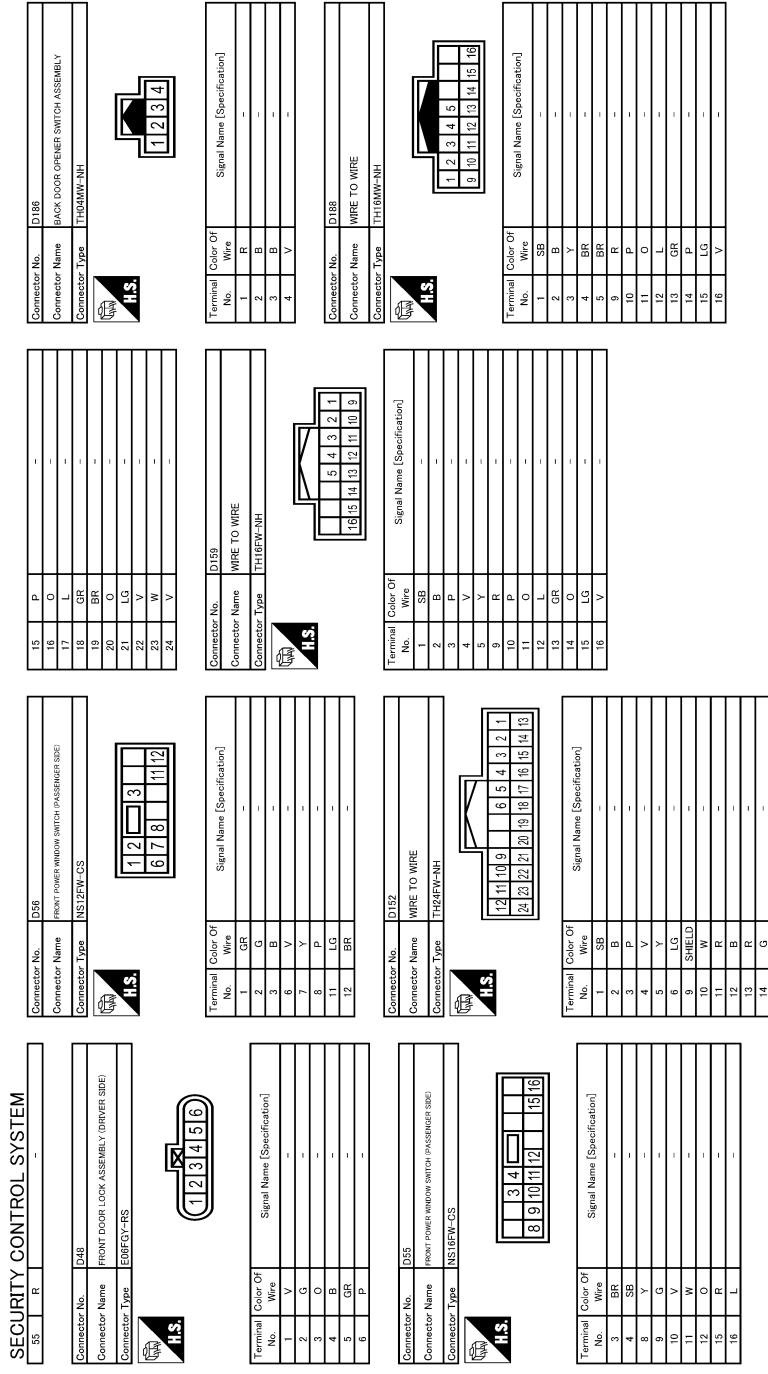 SECURITY CONTROL SYSTEM
55 R –
Connector No. D48
Connector Name FRONT DOOR LOCK ASSEMBLY (DRIVER SIDE)
Connector Type E06FGY-RS
H.S.
1 2 3 4 5 6
Terminal No. Color Of Wire Signal Name [Specification]
1 V –
2 G –
3 O –
4 B –
5 GR –
6 P –
Connector No. D55
Connector Name FRONT POWER WINDOW SWITCH (PASSENGER SIDE)
Connector Type NS16FW-CS
H.S.
3 4
8 9 10 11 12 15 16
Terminal No. Color Of Wire Signal Name [Specification]
3 BR –
4 SB –
8 Y –
9 G –
10 V –
11 W –
12 O –
15 R –
16 L –
Connector No. D56
Connector Name FRONT POWER WINDOW SWITCH (PASSENGER SIDE)
Connector Type NS12FW-CS
H.S.
1 2 3
6 7 8 11 12
Terminal No. Color Of Wire Signal Name [Specification]
1 GR –
2 G –
3 B –
6 V –
7 Y –
8 P –
11 LG –
12 BR –
Connector No. D152
Connector Name WIRE TO WIRE
Connector Type TH24FW-NH
H.S.
12 11 10 9 6 5 4 3 2 1
24 23 22 21 20 19 18 17 16 15 14 13
Terminal No. Color Of Wire Signal Name [Specification]
1 SB –
2 B –
3 P –
4 V –
5 Y –
6 LG –
9 SHIELD –
10 W –
11 R –
12 B –
13 R –
14 G –
15 P –
16 O –
17 L –
18 GR –
19 BR –
20 O –
21 LG –
22 V –
23 W –
24 V –
Connector No. D159
Connector Name WIRE TO WIRE
Connector Type TH16FW-NH
H.S.
5 4 3 2 1
16 15 14 13 12 11 10 9
Terminal No. Color Of Wire Signal Name [Specification]
1 SB –
2 B –
3 P –
4 V –
5 Y –
9 R –
10 P –
11 O –
12 L –
13 GR –
14 O –
15 LG –
16 V –
Connector No. D186
Connector Name BACK DOOR OPENER SWITCH ASSEMBLY
Connector Type TH04MW-NH
H.S.
1 2 3 4
Terminal No. Color Of Wire Signal Name [Specification]
1 R –
2 B –
3 B –
4 V –
Connector No. D188
Connector Name WIRE TO WIRE
Connector Type TH16MW-NH
H.S.
1 2 3 4 5
9 10 11 12 13 14 15 16
Terminal No. Color Of Wire Signal Name [Specification]
1 SB –
2 B –
3 Y –
4 BR –
5 BR –
9 R –
10 P –
11 O –
12 L –
13 GR –
14 P –
15 LG –
16 V –